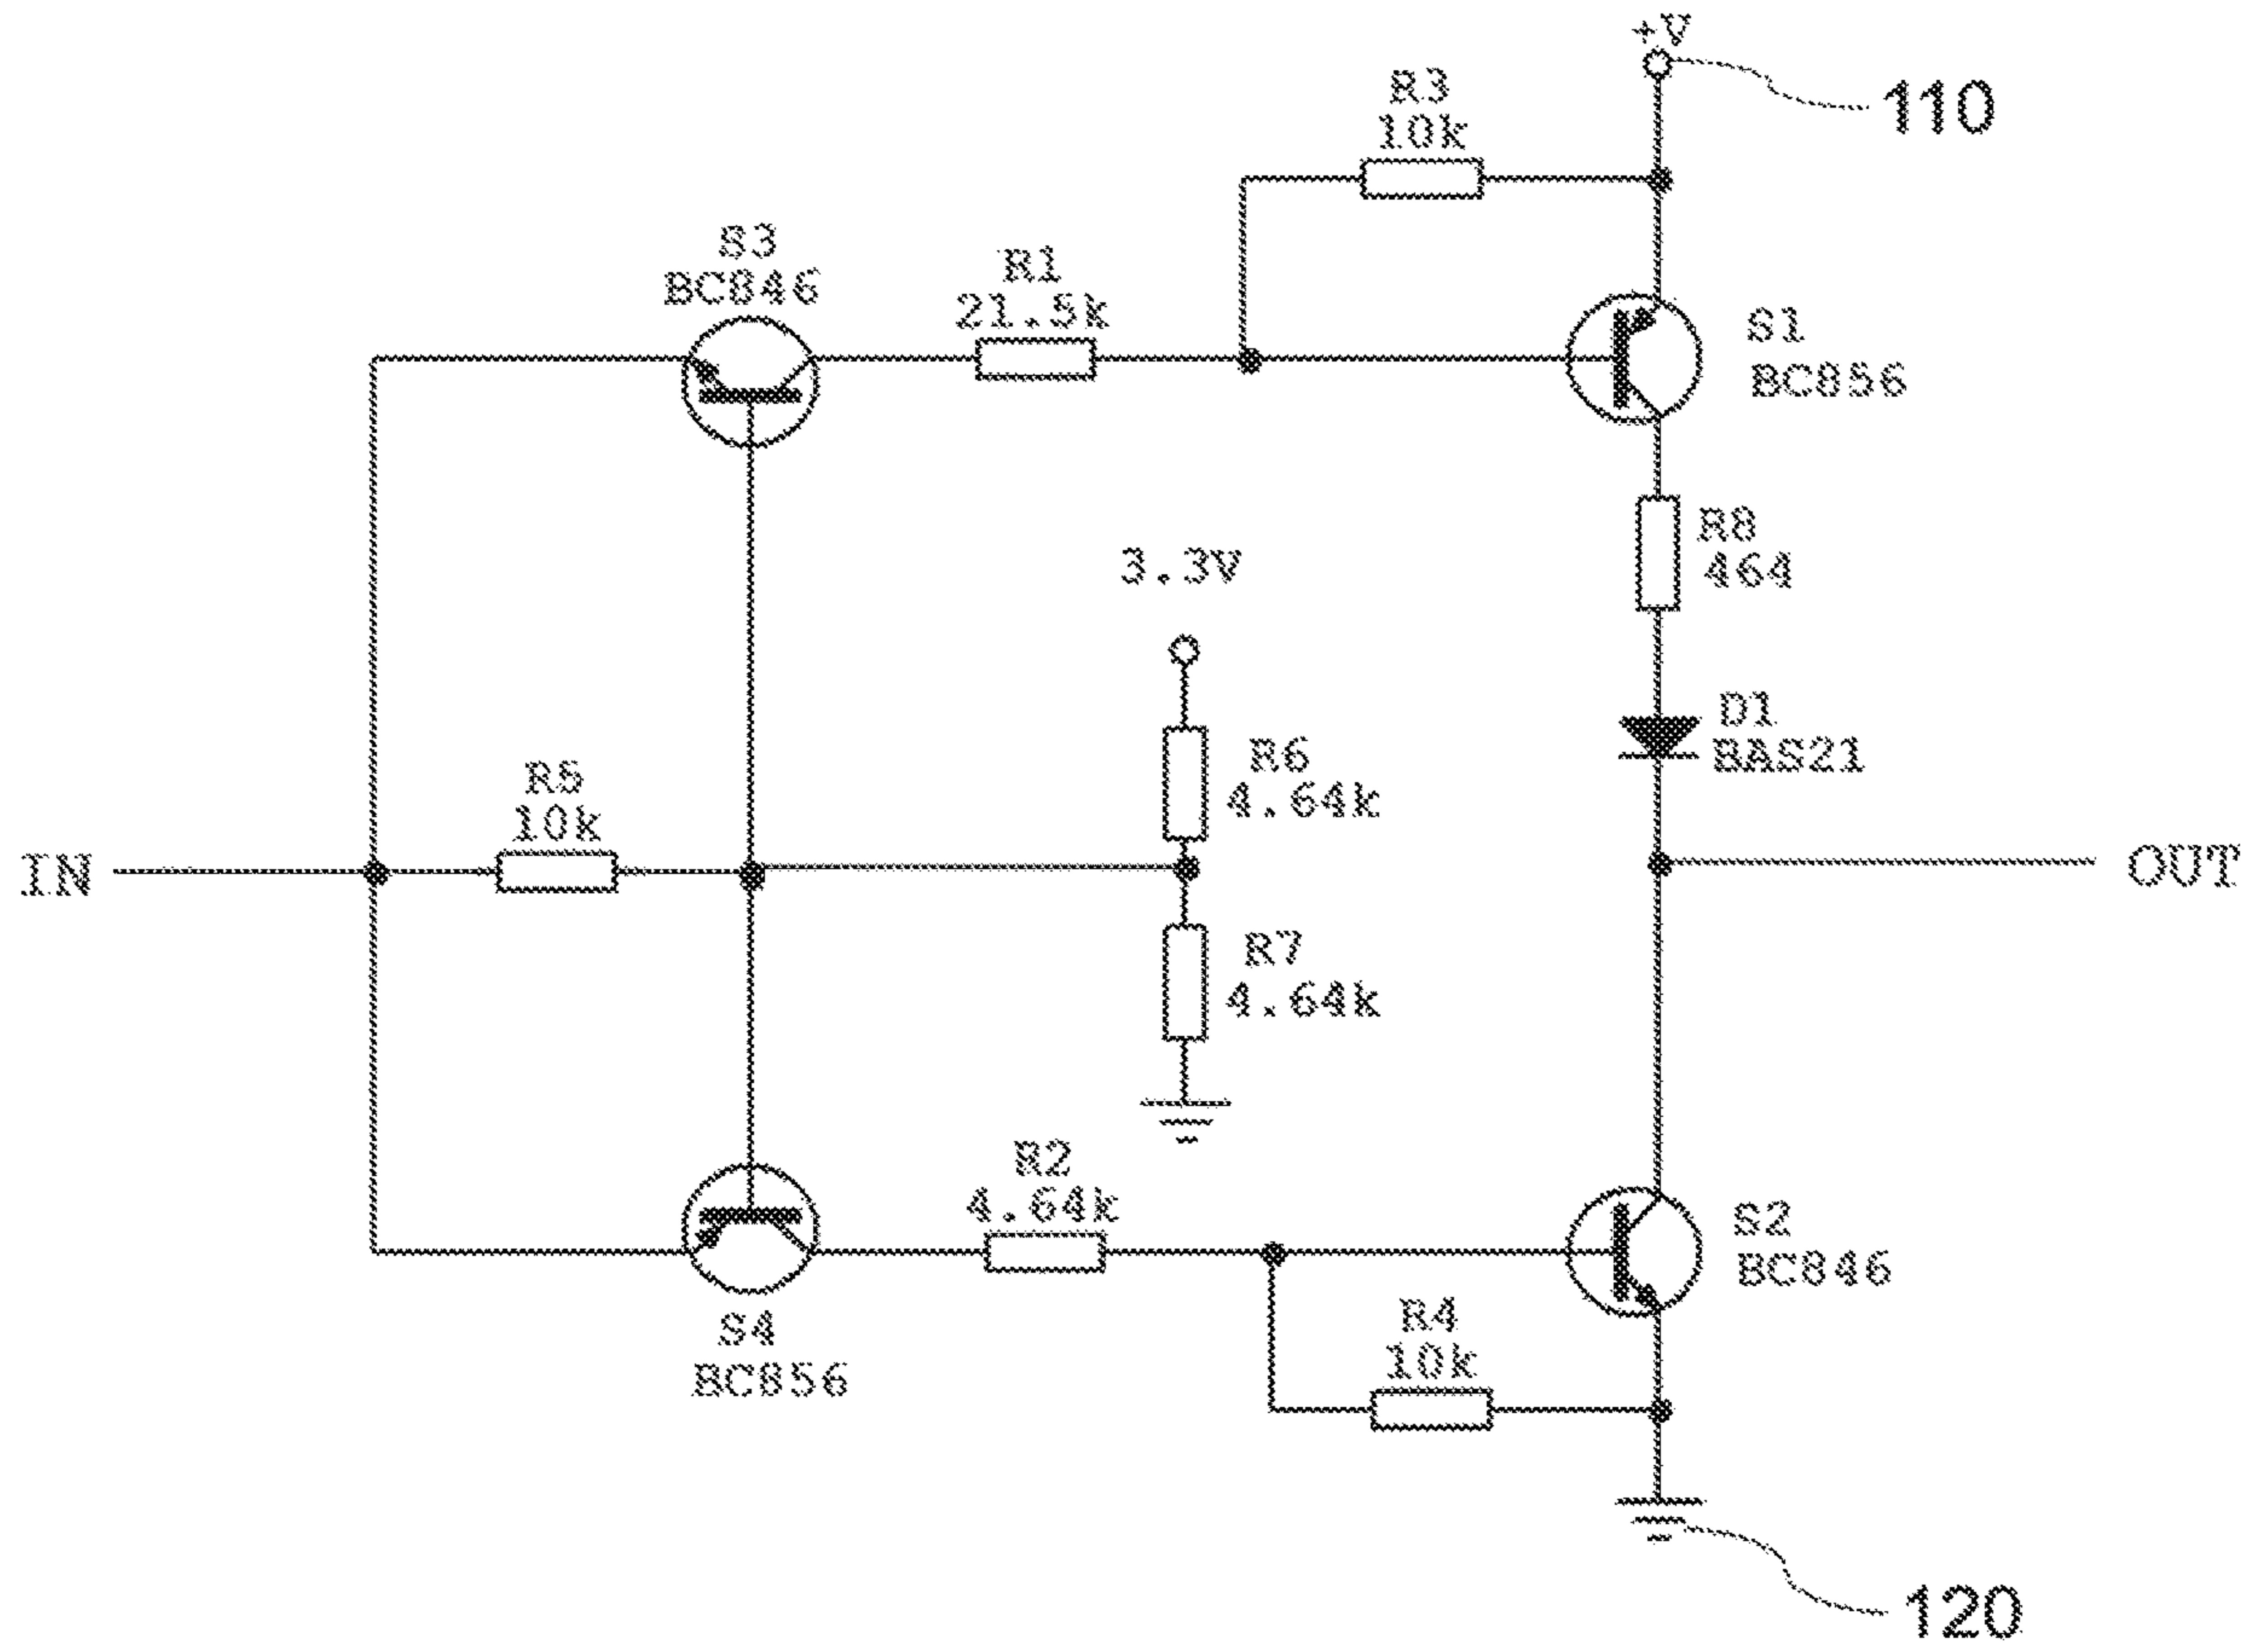 +V
110
R3
10k
S3
BC846
R1
21.5k
S1
BC856
R8
464
3.3V
D1
BAS21
R6
4.64k
R5
10k
IN
OUT
R7
4.64k
R2
4.64k
S2
BC846
S4
BC856
R4
10k
120